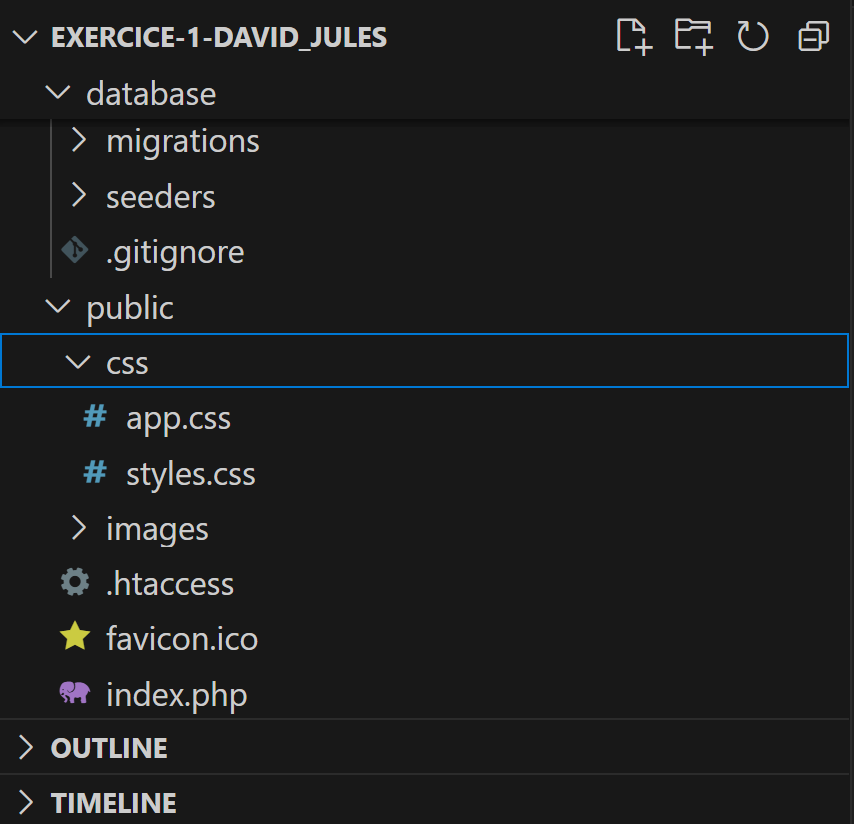 EXERCICE-1-DAVID_JULES
database
migrations
seeders
.gitignore
public
css
# app.css
# styles.css
images
.htaccess
favicon.ico
index.php
OUTLINE
TIMELINE